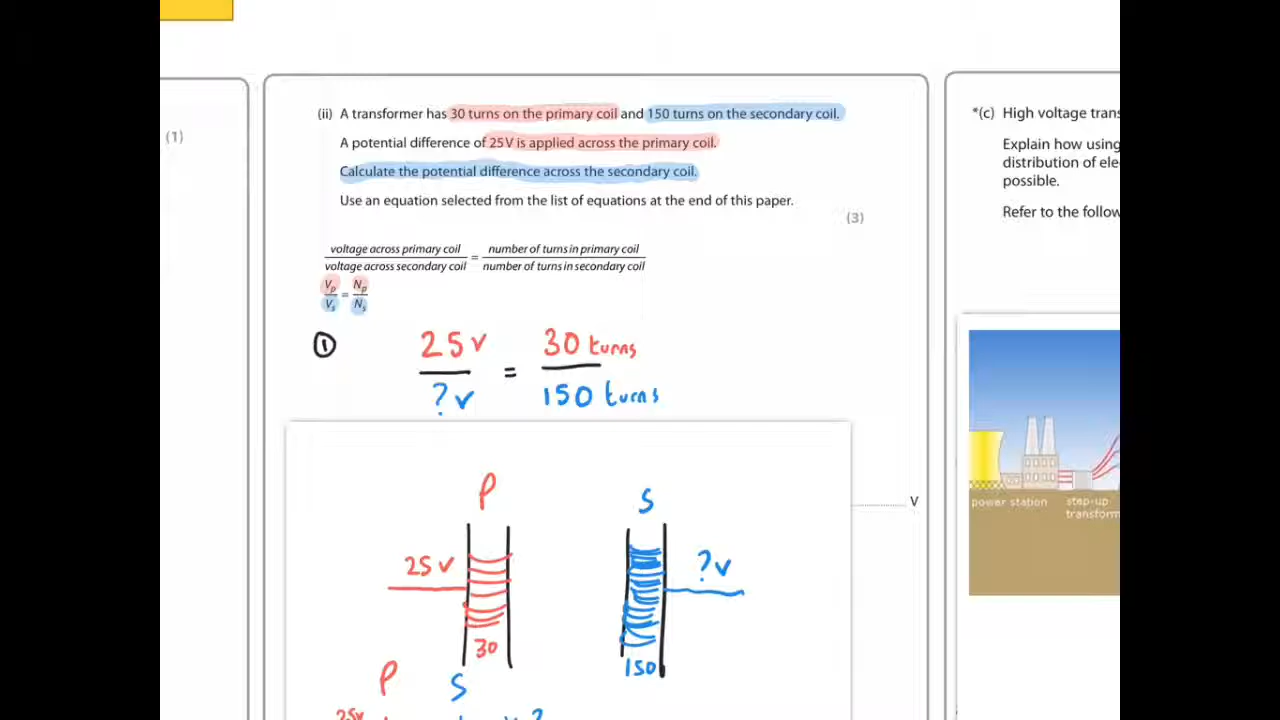 (1)
(ii) A transformer has 30 turns on the primary coil and 150 turns on the secondary coil.
A potential difference of 25V is applied across the primary coil.
Calculate the potential difference across the secondary coil.
Use an equation selected from the list of equations at the end of this paper.
(3)
voltage across primary coil = number of turns in primary coil
voltage across secondary coil number of turns in secondary coil
Vp = Np
Vs Ns
① 25 V = 30 turns
? V 150 turns
V
P S
25 V ? V
30 150
P S
25V ?
*(c) High voltage trans
Explain how using
distribution of ele
possible.
Refer to the follow
power station step-up
transform